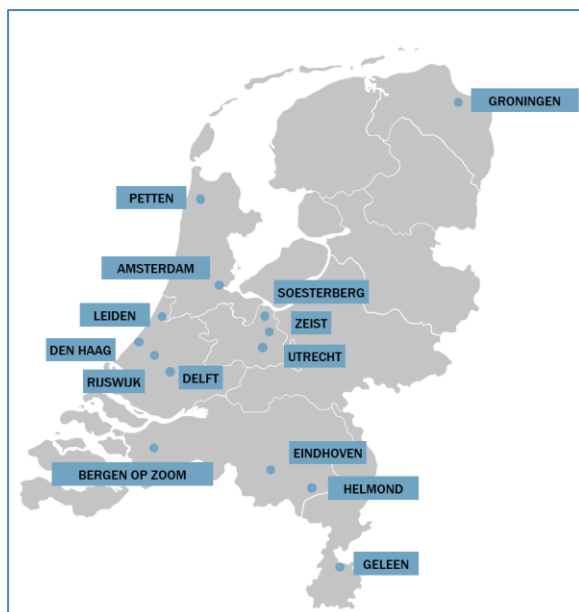 GRONINGEN
PETTEN
AMSTERDAM
SOESTERBERG
LEIDEN
ZEIST
DEN HAAG
UTRECHT
RIJSWIJK
DELFT
EINDHOVEN
BERGEN OP ZOOM
HELMOND
GELEEN